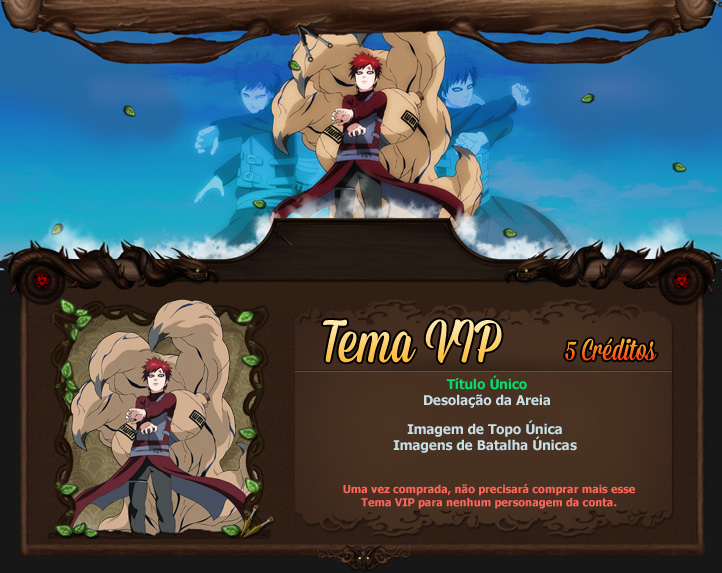 Tema VIP
5 Créditos
Título Único
Desolação da Areia
Imagem de Topo Única
Imagens de Batalha Únicas
Uma vez comprada, não precisará comprar mais esse
Tema VIP para nenhum personagem da conta.